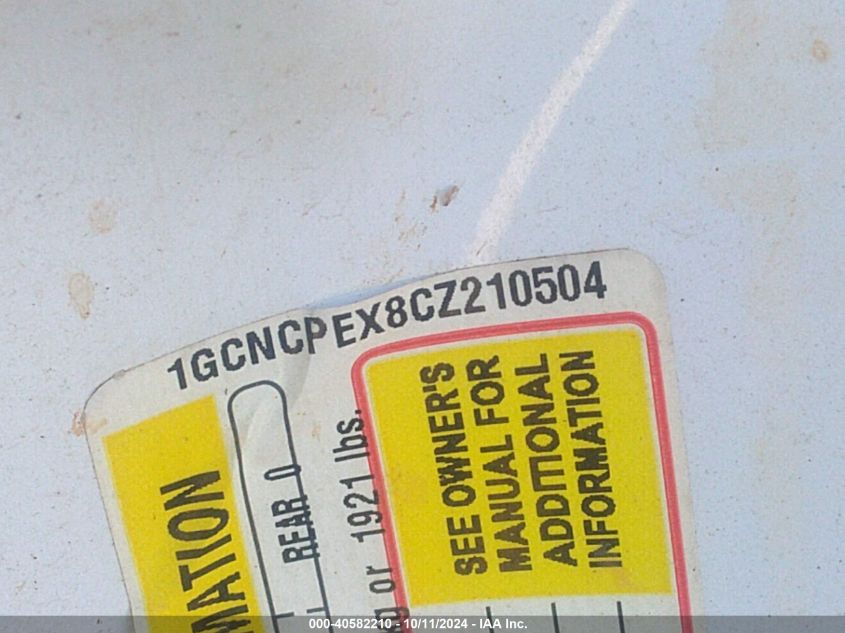 1GCNCPEX8CZ210504
MATION
REAR 0
kg or 1921 lbs.
SEE OWNER'S
MANUAL FOR
ADDITIONAL
INFORMATION
000-40582210 - 10/11/2024 - IAA Inc.